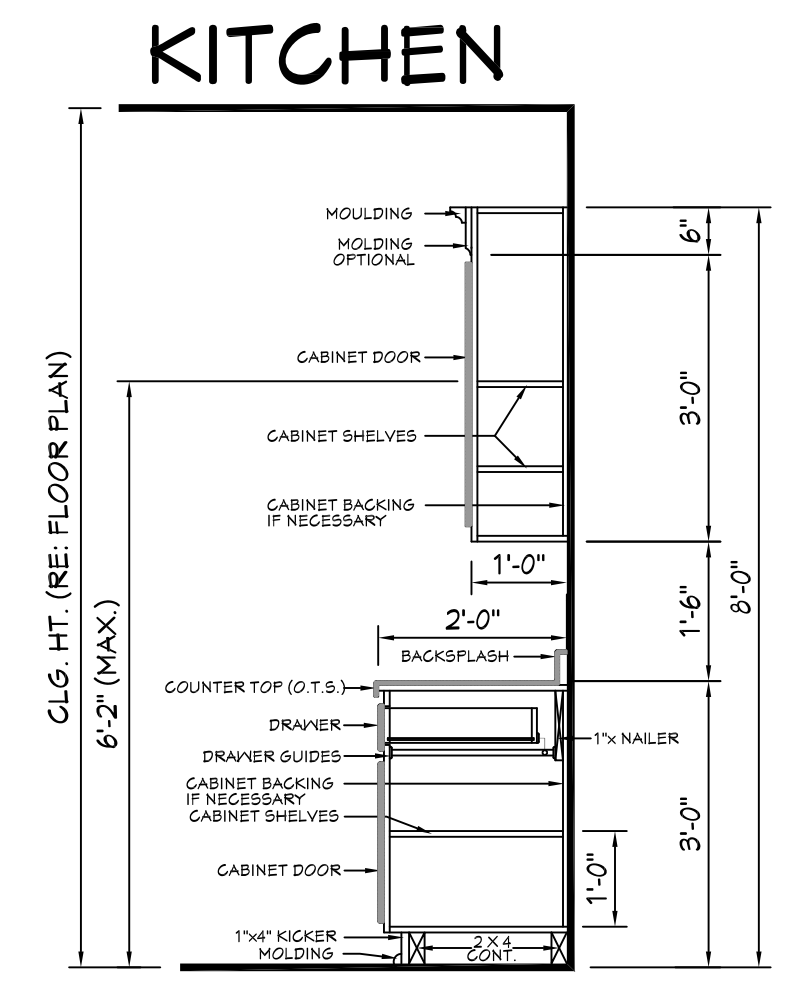 KITCHEN
MOULDING
6"
MOLDING
OPTIONAL
CABINET DOOR
3'-0"
CABINET SHELVES
CABINET BACKING
IF NECESSARY
CLG. HT. (RE: FLOOR PLAN)
6'-2" (MAX.)
1'-0"
1'-6"
8'-0"
2'-0"
BACKSPLASH
COUNTER TOP (O.T.S.)
DRAWER
1"x NAILER
DRAWER GUIDES
CABINET BACKING
IF NECESSARY
CABINET SHELVES
3'-0"
CABINET DOOR
1'-0"
1"x4" KICKER
2 X 4
CONT.
MOLDING